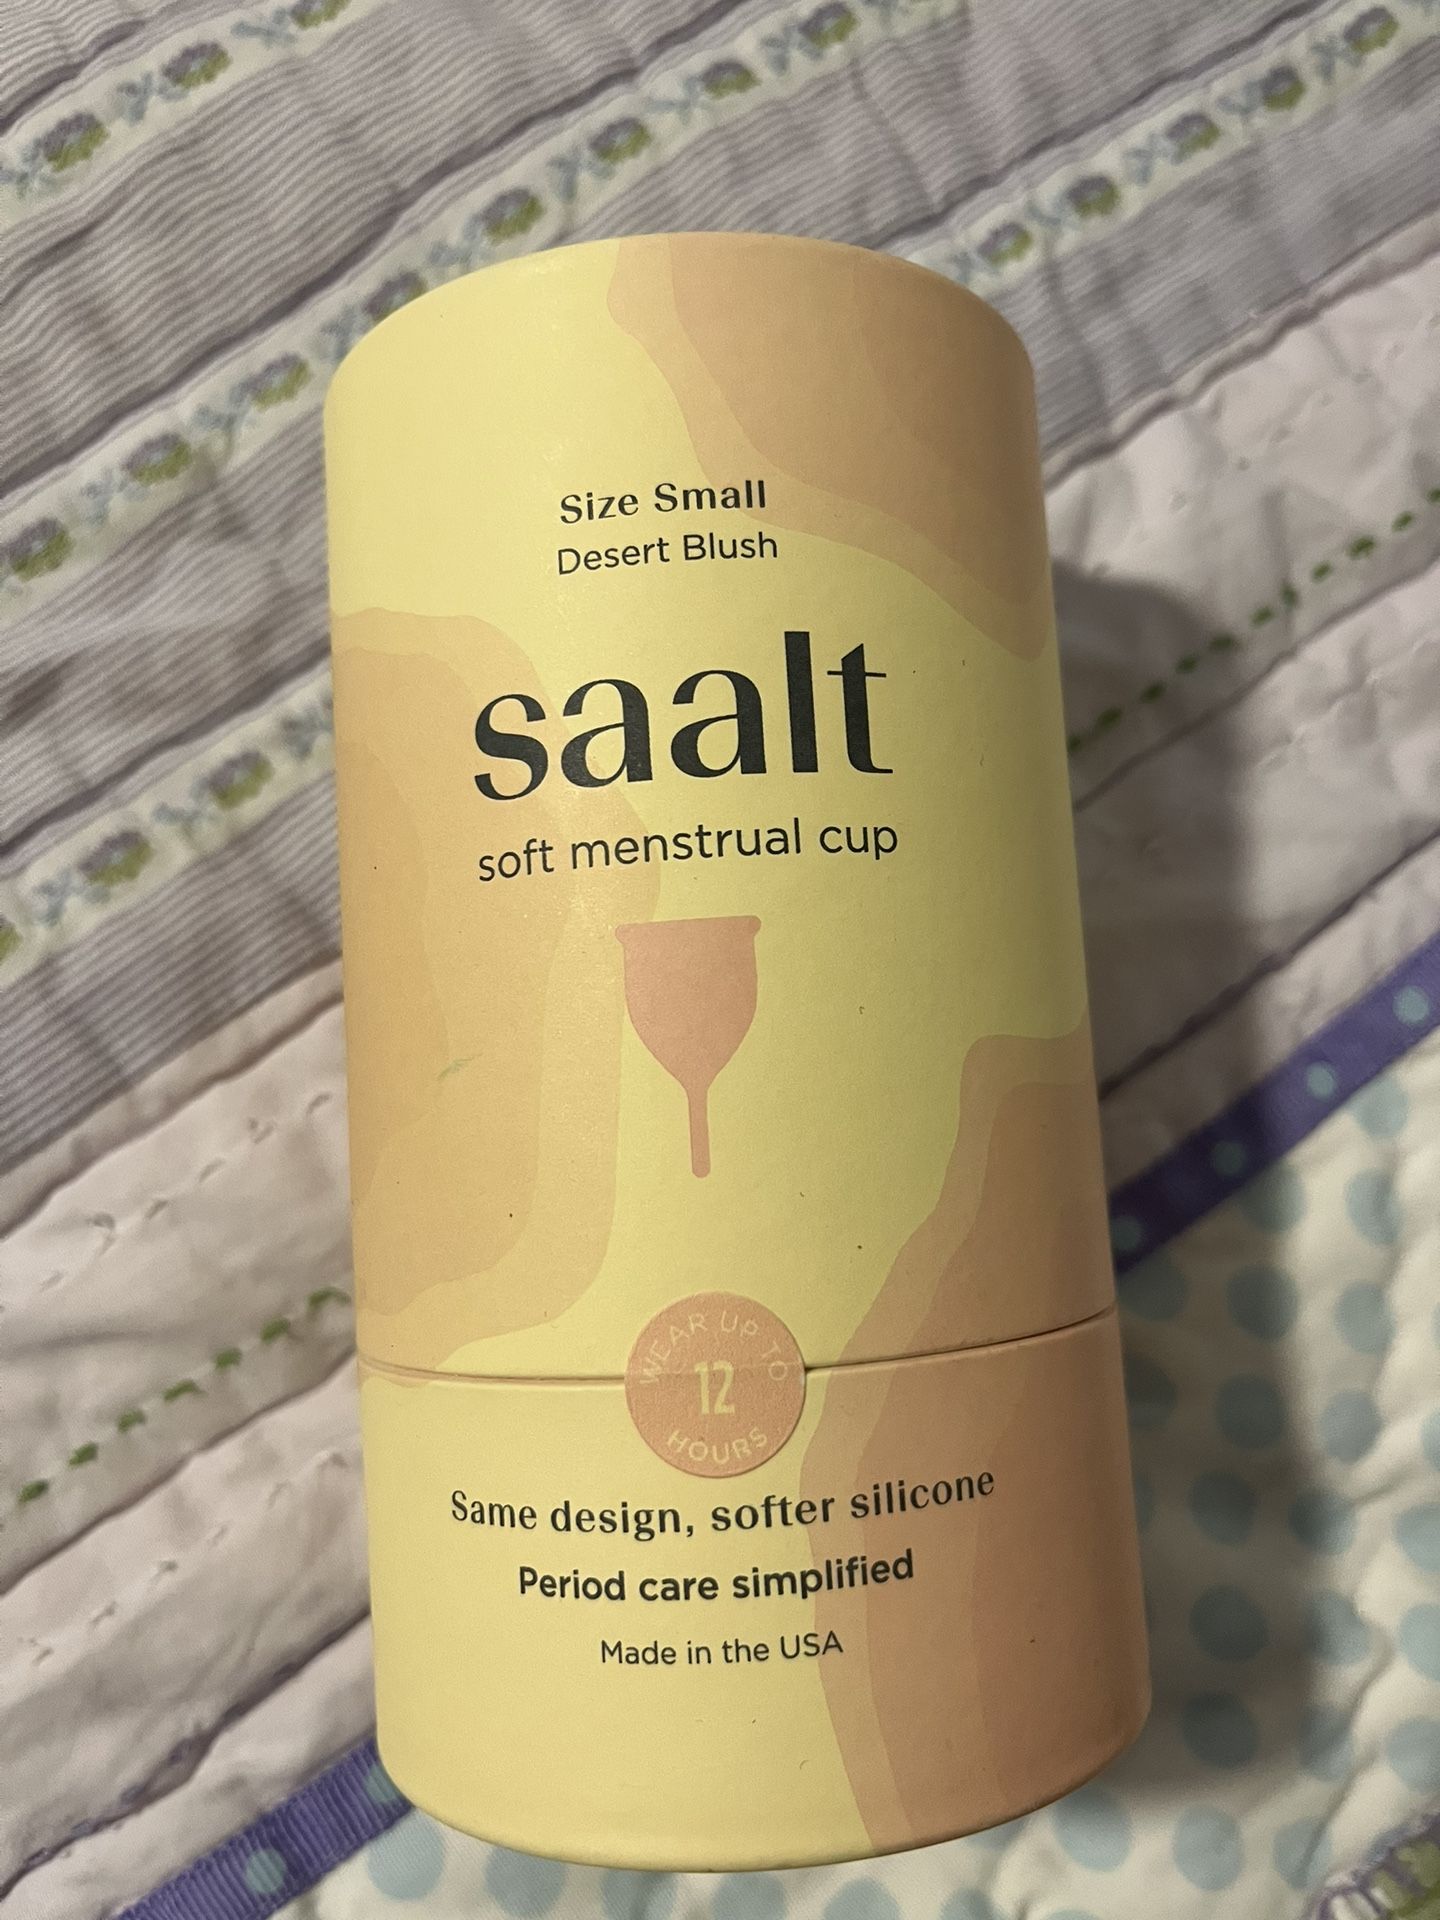 Size Small
Desert Blush
saalt
soft menstrual cup
WEAR UP TO
12
HOURS
Same design, softer silicone
Period care simplified
Made in the USA